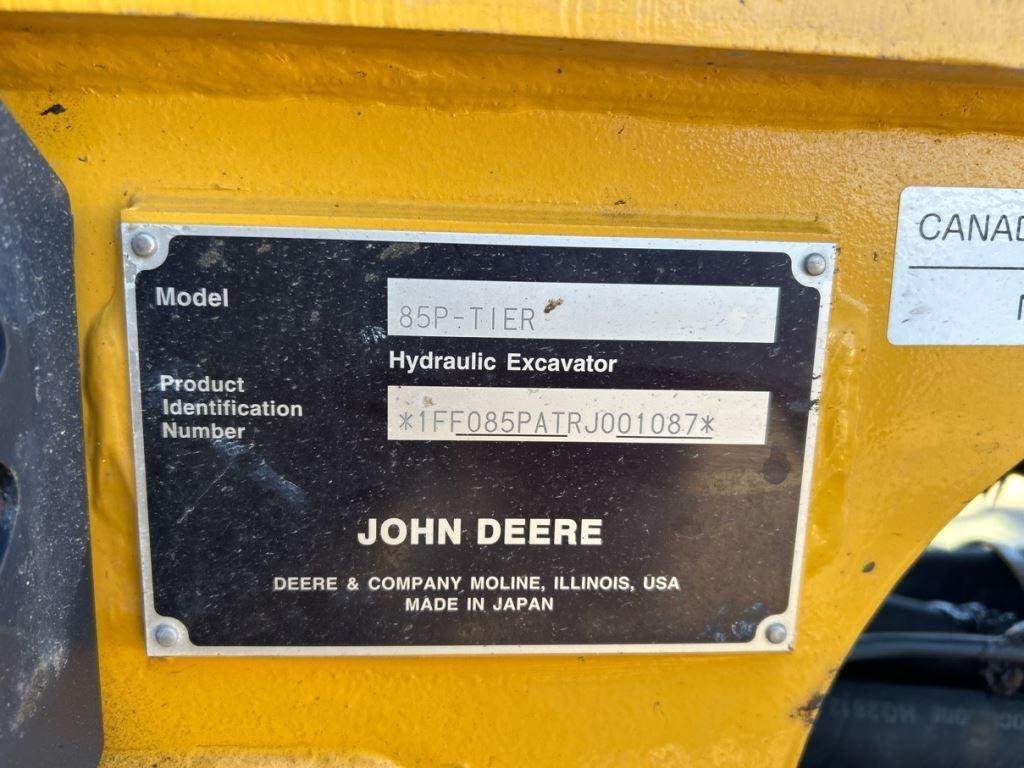 Model
85P-TIER
Hydraulic Excavator
Product
Identification
Number
*1FF085PATRJ001087*
JOHN DEERE
DEERE & COMPANY MOLINE, ILLINOIS, USA
MADE IN JAPAN
CANAD